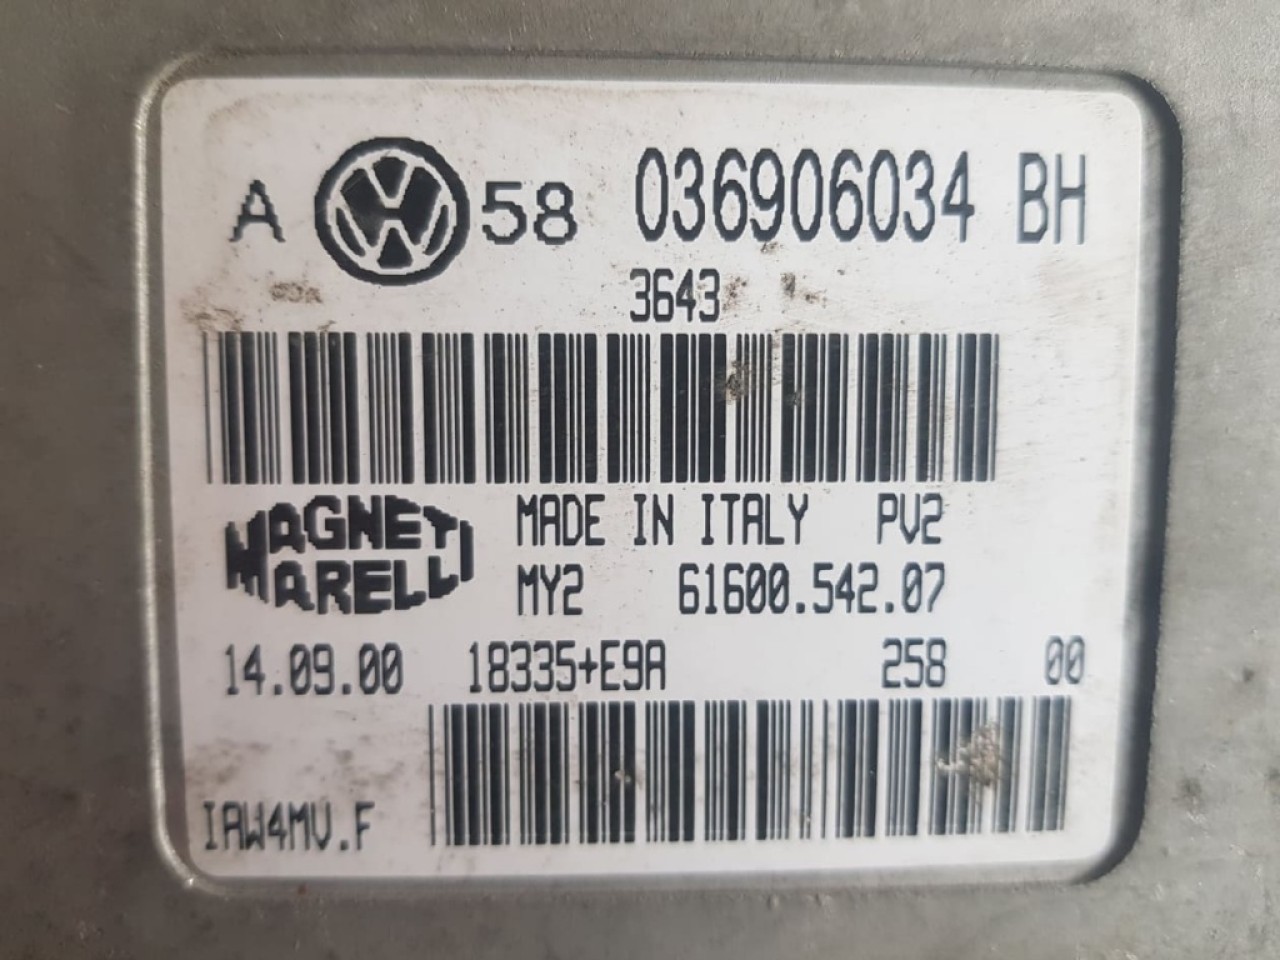 A 58 036906034 BH
3643
MAGNETI MARELLI
MADE IN ITALY PV2
MY2 61600.542.07
14.09.00 18335+E9A 258 00
IAW4MV.F